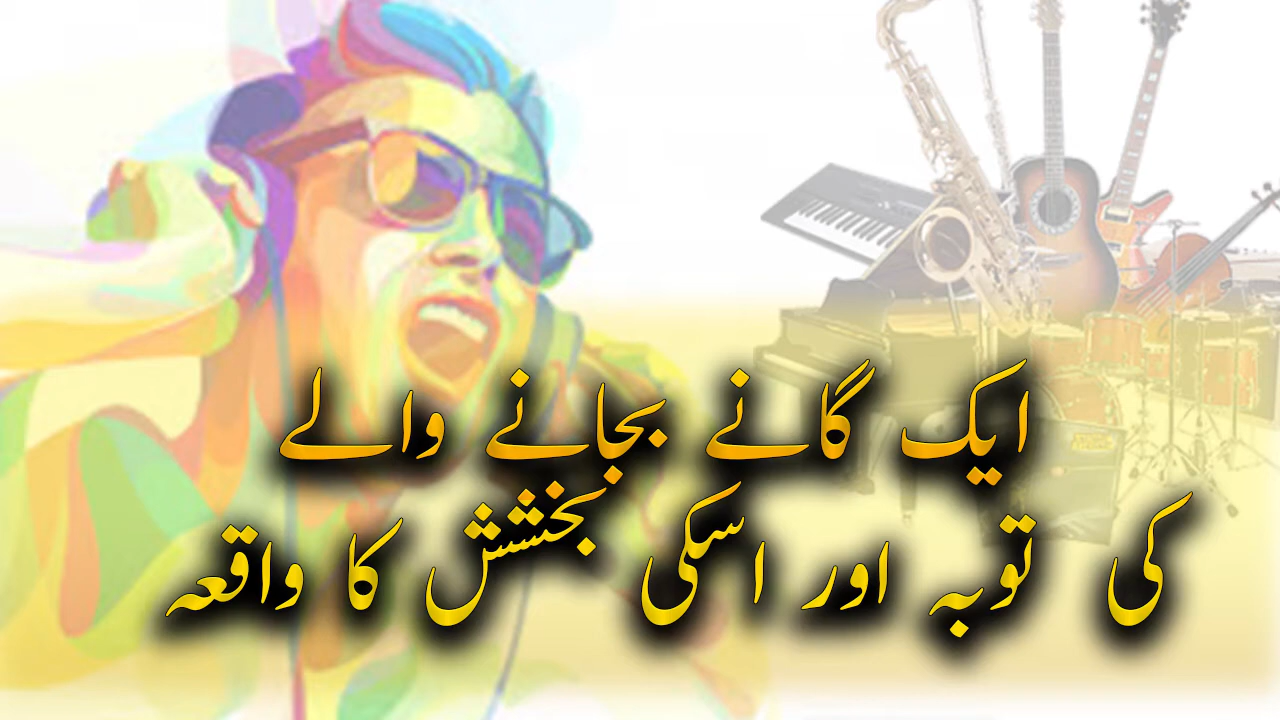 ایک گانے بجانے والے
کی توبہ اور اسکی بخشش کا واقعہ